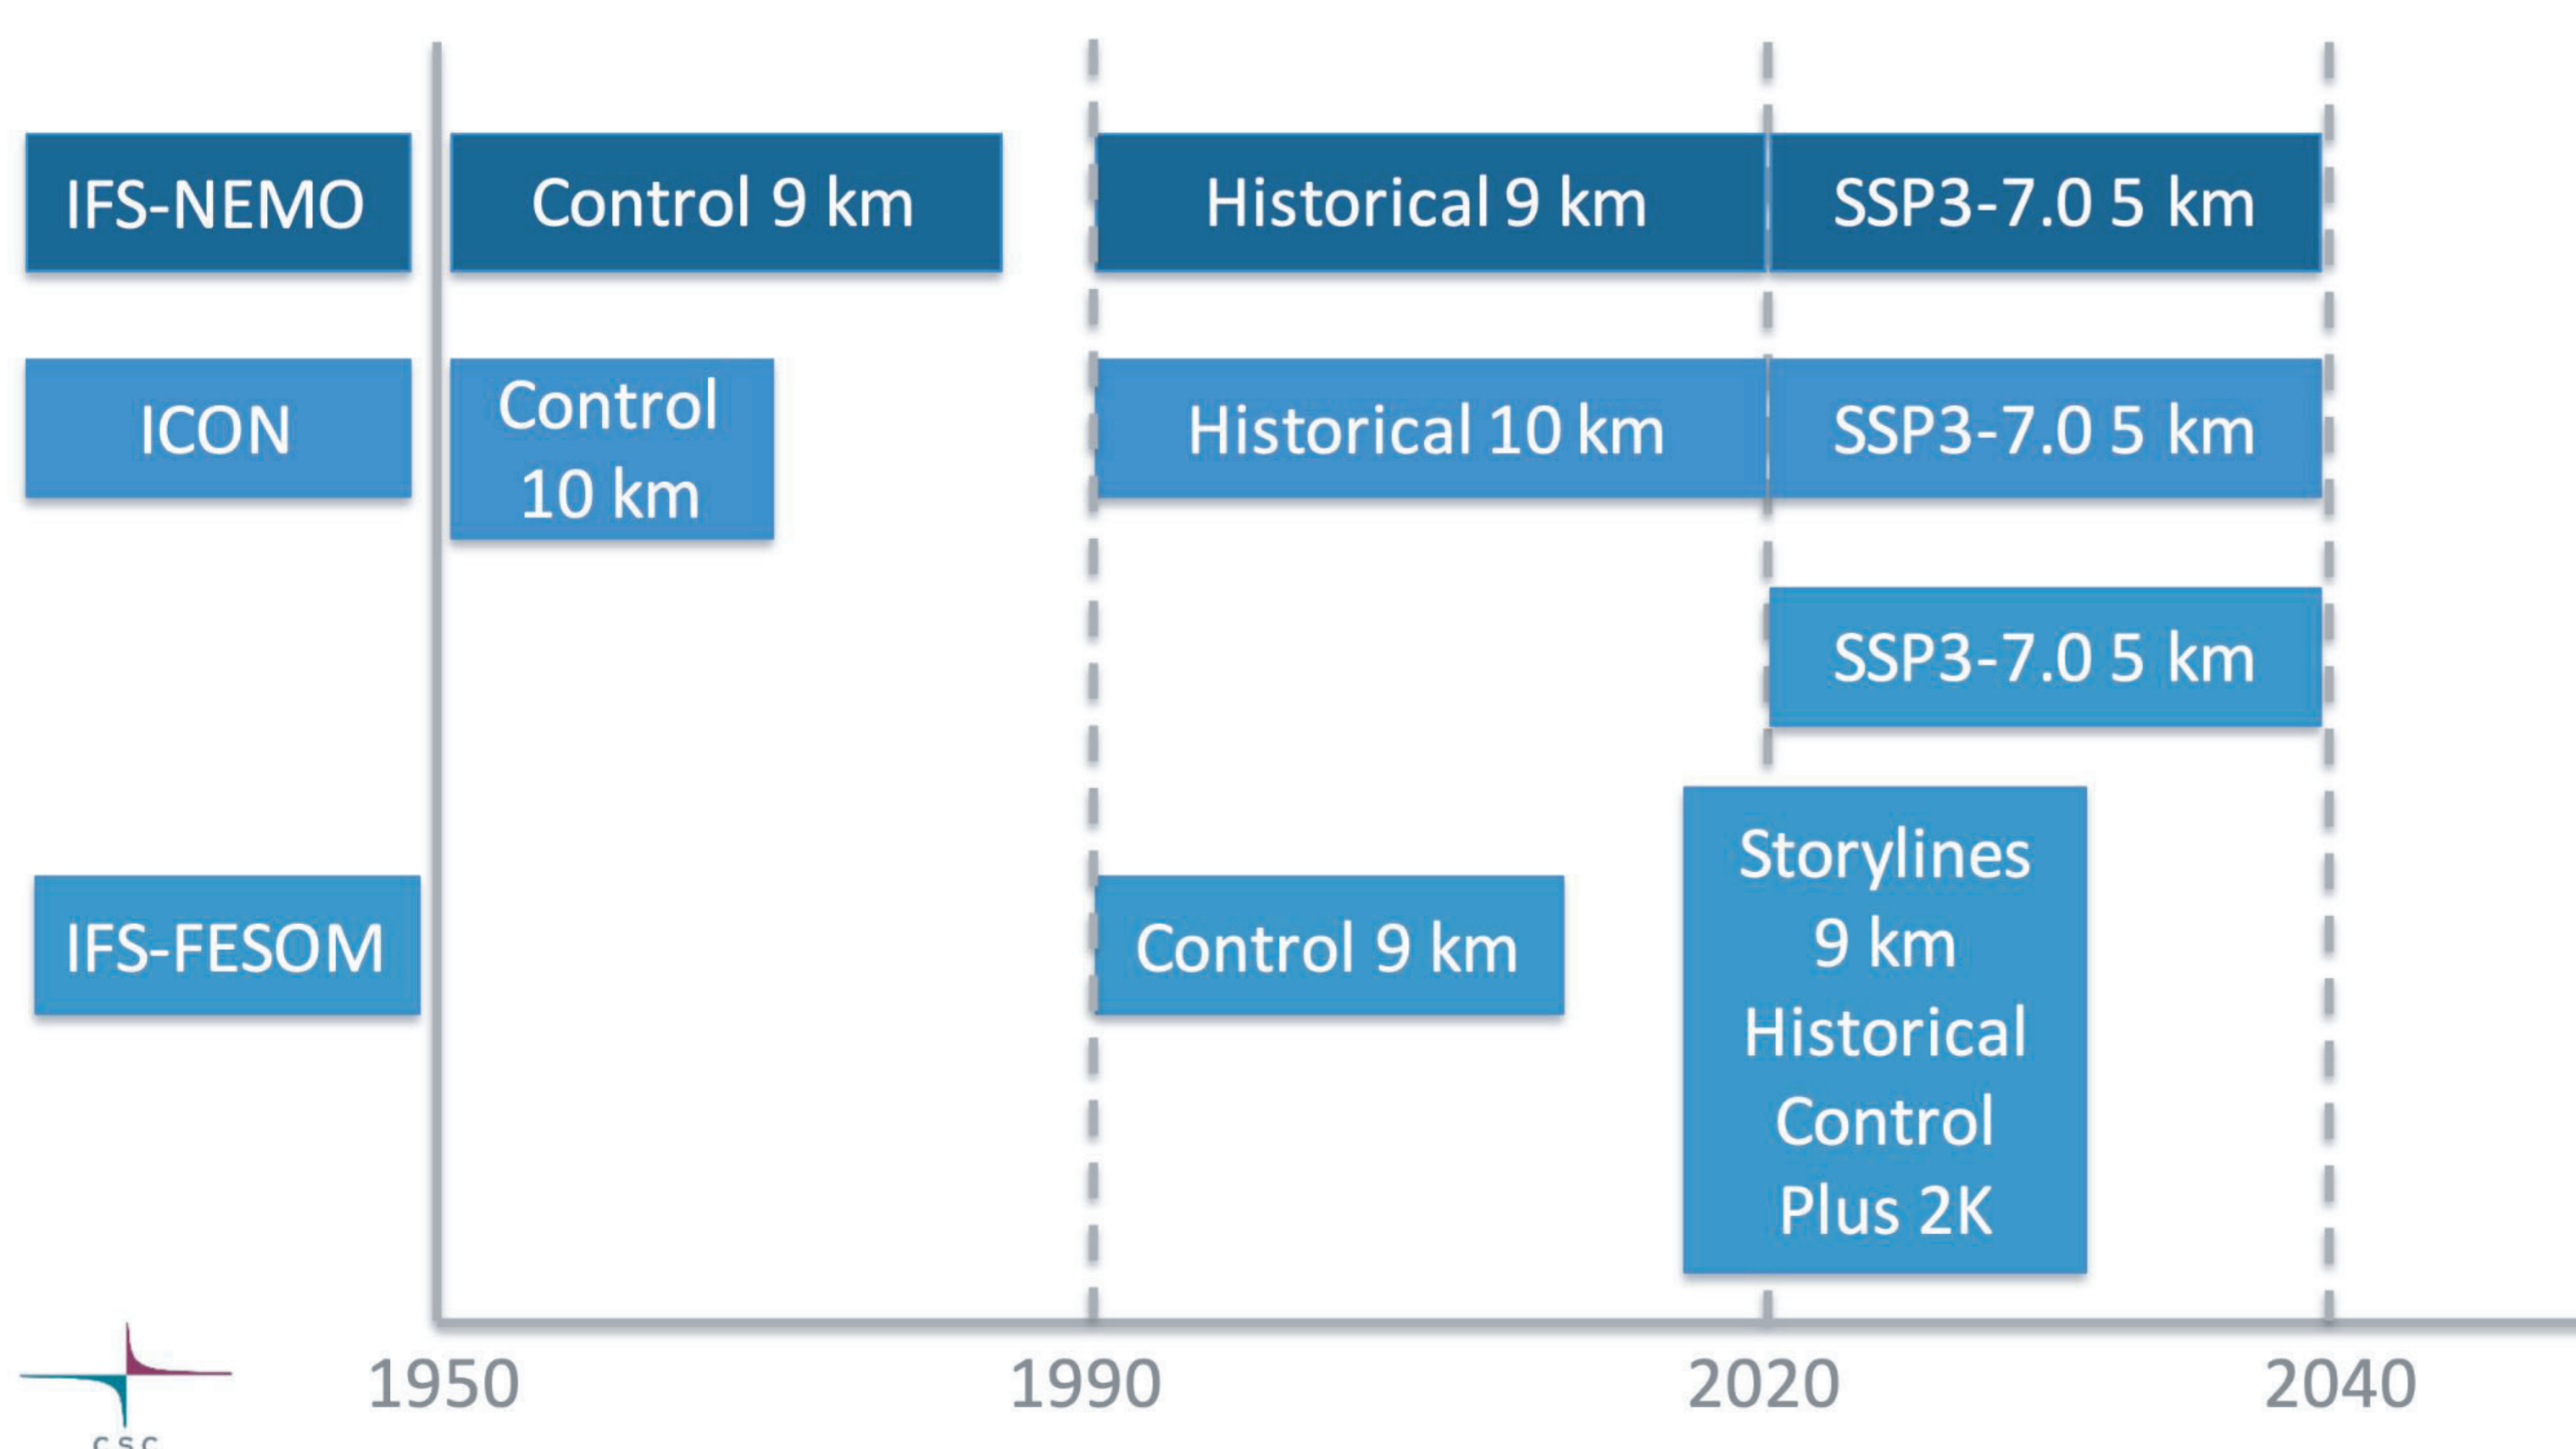 IFS-NEMO
Control 9 km
Historical 9 km
SSP3-7.0 5 km
ICON
Control
10 km
Historical 10 km
SSP3-7.0 5 km
SSP3-7.0 5 km
IFS-FESOM
Control 9 km
Storylines
9 km
Historical
Control
Plus 2K
1950
1990
2020
2040
csc